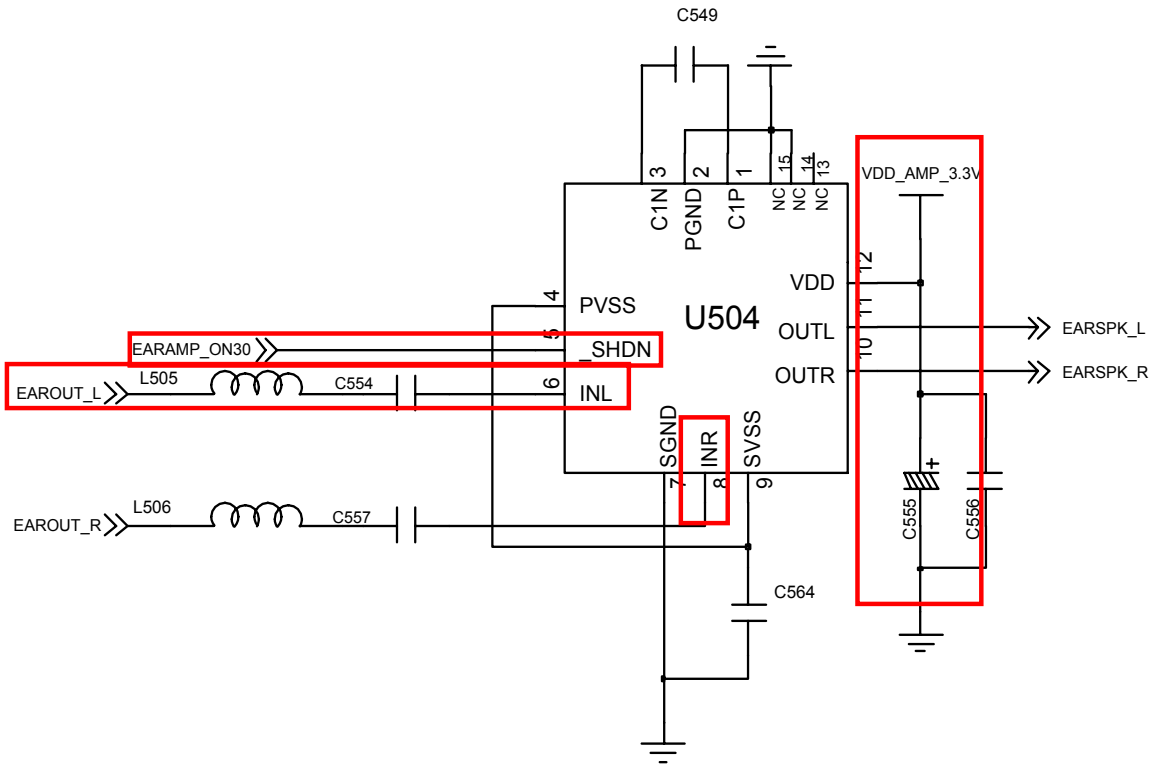 C549
3
2
1
15
14
13
C1N
PGND
C1P
NC
NC
NC
VDD_AMP_3.3V
12
VDD
4
PVSS
U504
11
OUTL
EARSPK_L
5
EARAMP_ON30
_SHDN
10
OUTR
EARSPK_R
L505
C554
6
EAROUT_L
INL
SGND
INR
SVSS
7
8
9
+
C555
C556
L506
C557
EAROUT_R
C564